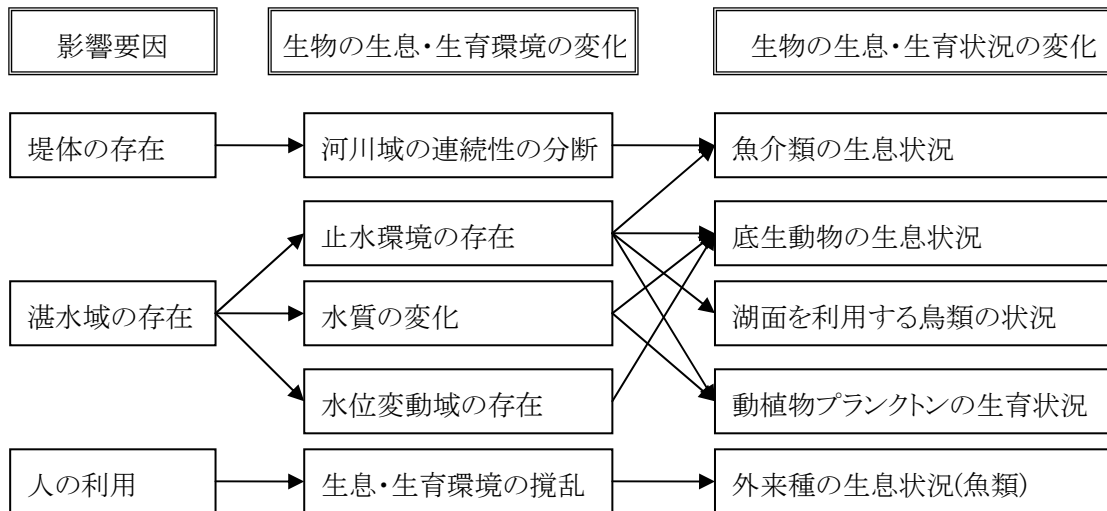 影響要因
生物の生息・生育環境の変化
生物の生息・生育状況の変化
堤体の存在
河川域の連続性の分断
魚介類の生息状況
止水環境の存在
底生動物の生息状況
湛水域の存在
水質の変化
湖面を利用する鳥類の状況
水位変動域の存在
動植物プランクトンの生育状況
人の利用
生息・生育環境の撹乱
外来種の生息状況(魚類)